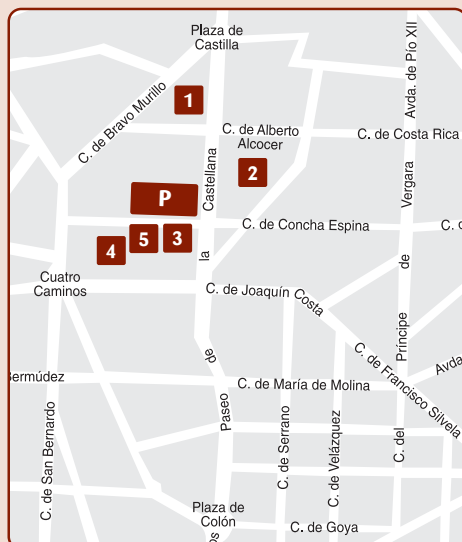 Plaza de
Castilla
Avda. de Pío XII
C. de Bravo Murillo
1
C. de Alberto
Alcocer
C. de Costa Rica
2
P
Paseo de la Castellana
C. del Príncipe de Vergara
C. de Concha Espina
4
5
3
Cuatro
Caminos
C. de Joaquín Costa
C. de Francisco Silvela
Avda
C. de María de Molina
C. de San Bernardo
C. de Serrano
C. de Velázquez
Plaza de
Colón
C. de Goya